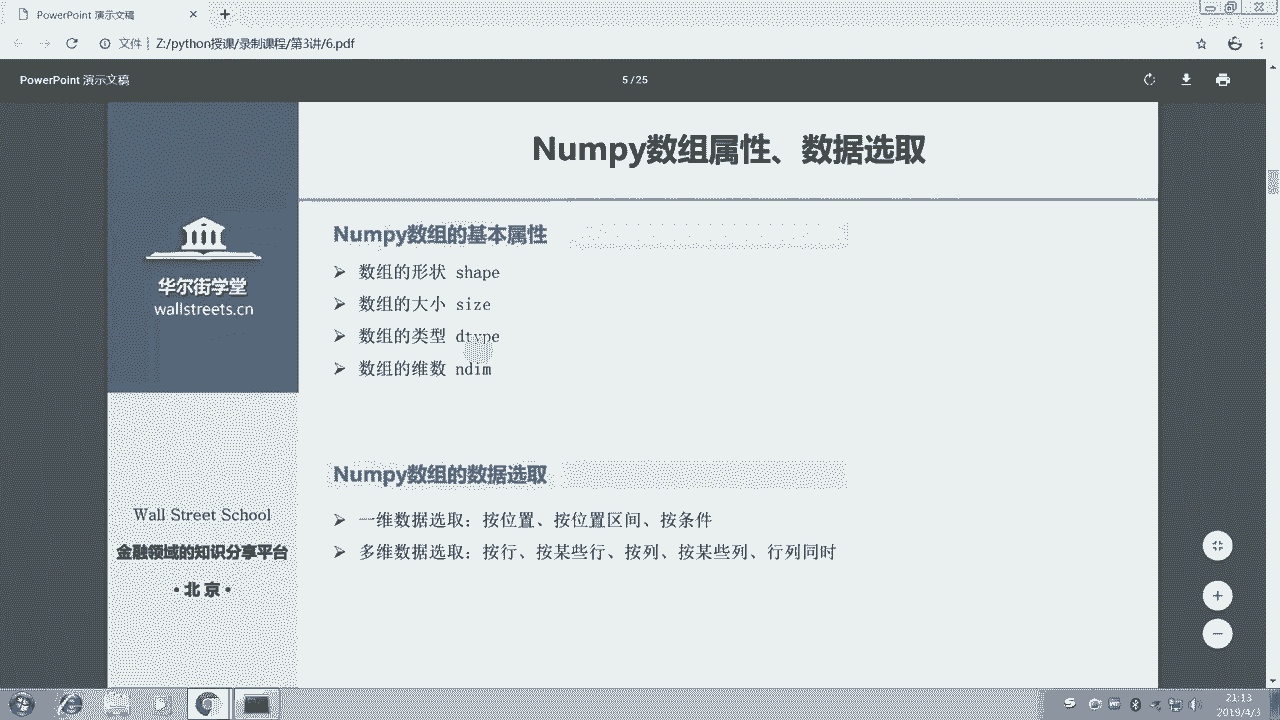 PowerPoint 演示文稿
文件 Z:/python授课/录制课程/第3讲/6.pdf
PowerPoint 演示文稿
5 / 25
Numpy数组属性、数据选取
华尔街学堂
wallstreets.cn
Numpy数组的基本属性
➢ 数组的形状 shape
➢ 数组的大小 size
➢ 数组的类型 dtype
➢ 数组的维数 ndim
Numpy数组的数据选取
➢ 一维数据选取：按位置、按位置区间、按条件
➢ 多维数据选取：按行、按某些行、按列、按某些列、行列同时
Wall Street School
金融领域的知识分享平台
• 北 京 •
21:13
2019/4/3